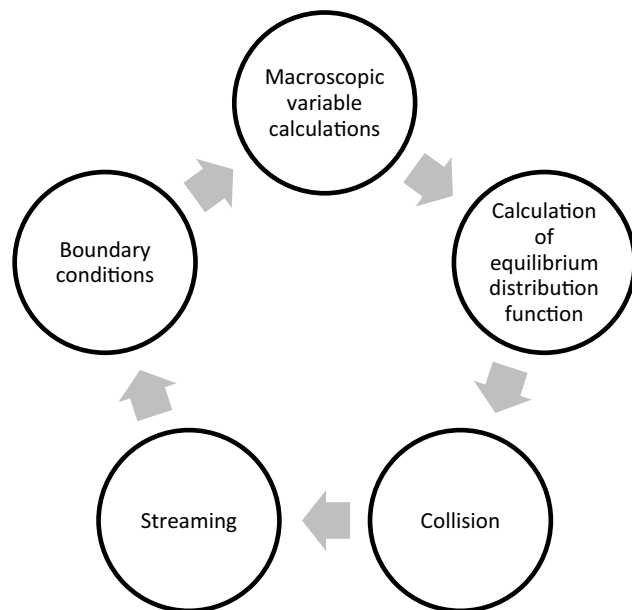 Macroscopic
variable
calculations
Calculation
of
equilibrium
distribution
function
Collision
Streaming
Boundary
conditions